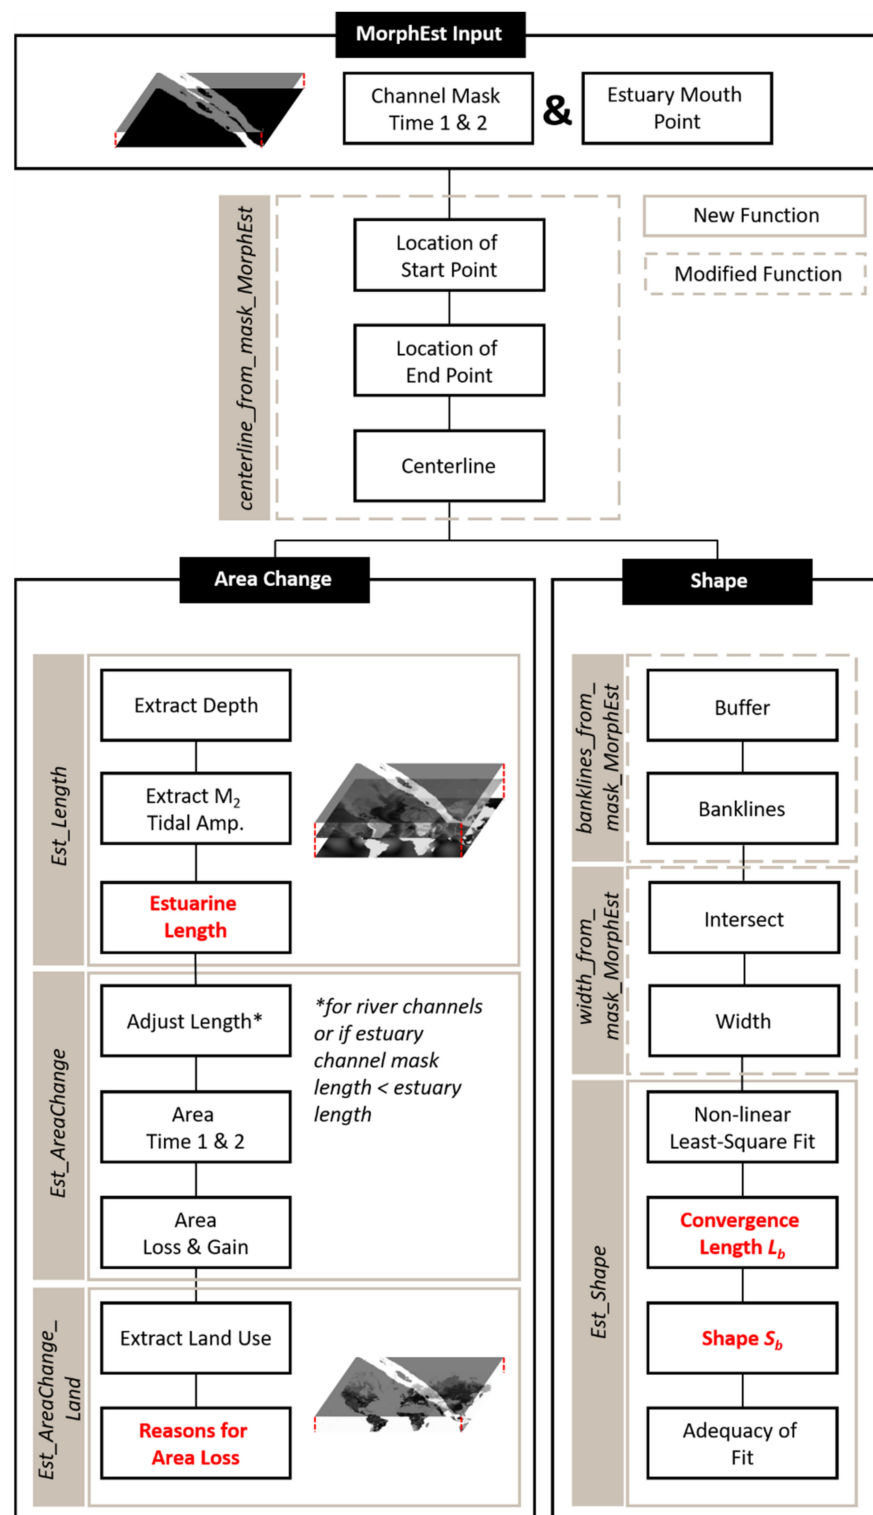 MorphEst Input
Channel Mask
Time 1 & 2
&
Estuary Mouth
Point
centerline_from_mask_MorphEst
Location of
Start Point
Location of
End Point
Centerline
New Function
Modified Function
Area Change
Est_Length
Extract Depth
Extract M₂
Tidal Amp.
Estuarine
Length
Est_AreaChange
Adjust Length*
*for river channels
or if estuary
channel mask
length < estuary
length
Area
Time 1 & 2
Area
Loss & Gain
Est_AreaChange_
Land
Extract Land Use
Reasons for
Area Loss
Shape
banklines_from_
mask_MorphEst
Buffer
Banklines
width_from_
mask_MorphEst
Intersect
Width
Est_Shape
Non-linear
Least-Square Fit
Convergence
Length L_b
Shape S_b
Adequacy of
Fit